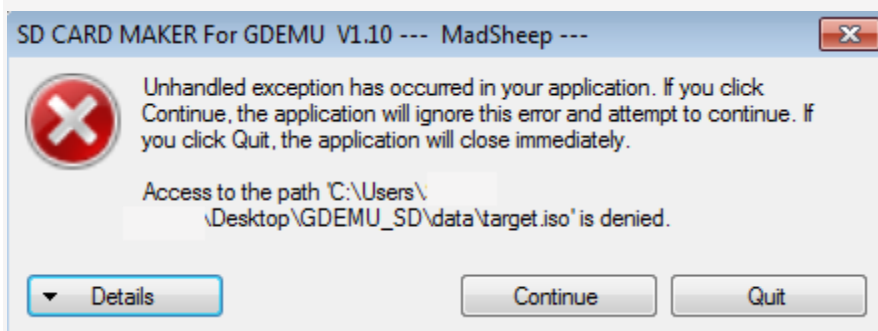 SD CARD MAKER For GDEMU V1.10 --- MadSheep ---
Unhandled exception has occurred in your application. If you click
Continue, the application will ignore this error and attempt to continue. If
you click Quit, the application will close immediately.
Access to the path 'C:\Users\
\Desktop\GDEMU_SD\data\target.iso' is denied.
Details
Continue
Quit